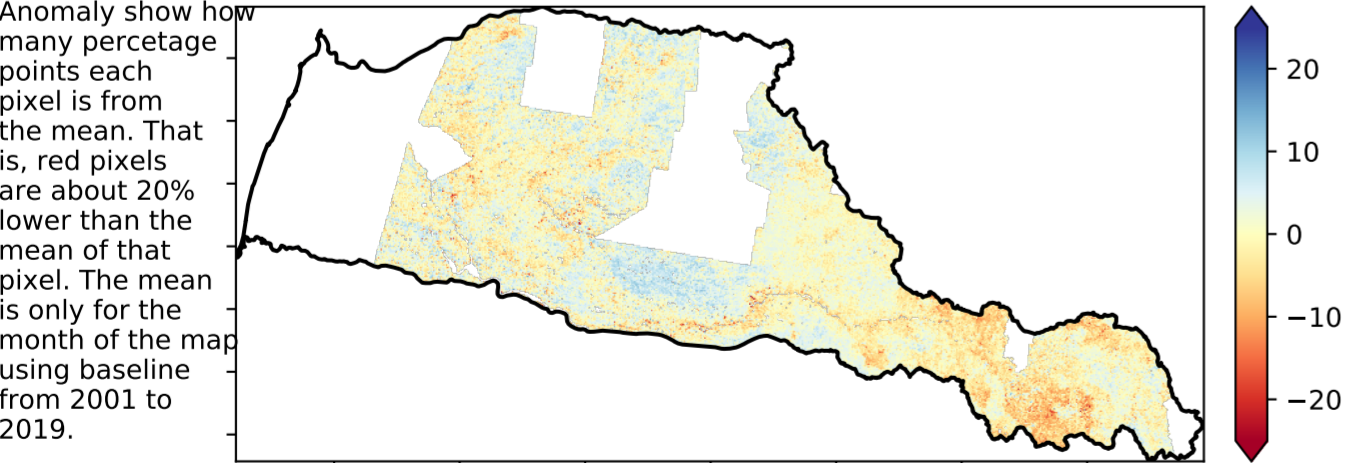 Anomaly show how
many percetage
points each
pixel is from
the mean. That
is, red pixels
are about 20%
lower than the
mean of that
pixel. The mean
is only for the
month of the map
using baseline
from 2001 to
2019.
20
10
0
−10
−20